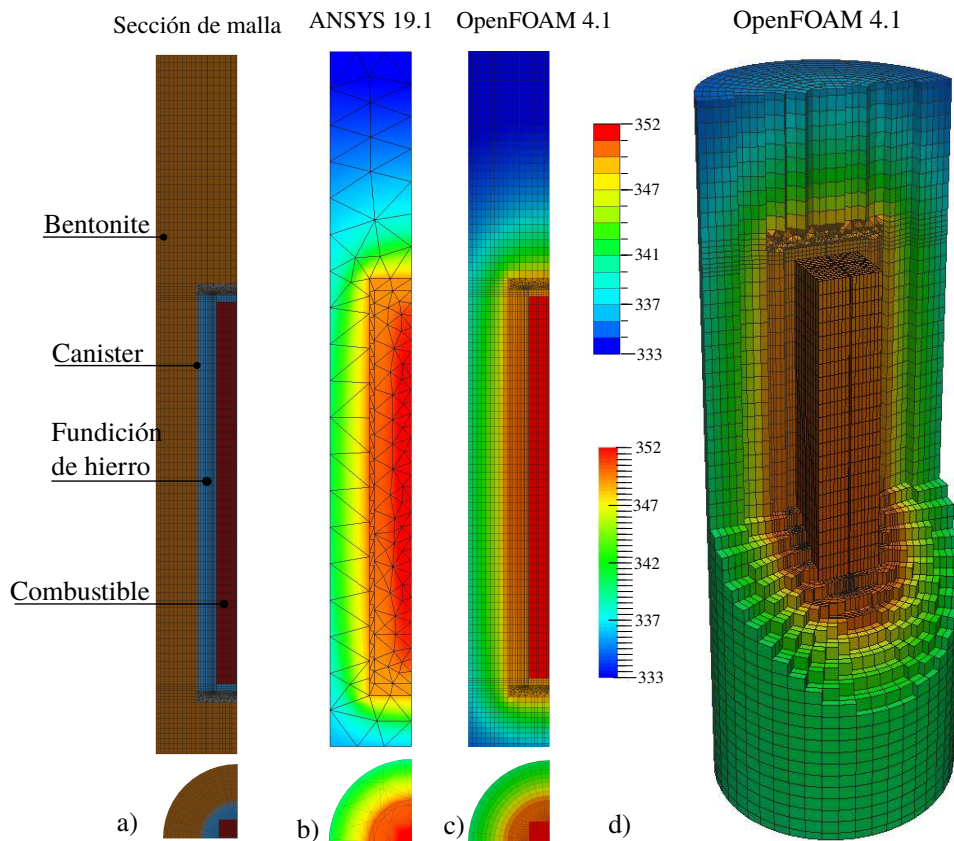 Sección de malla
ANSYS 19.1
OpenFOAM 4.1
OpenFOAM 4.1
Bentonite
Canister
Fundición
de hierro
Combustible
352
347
341
337
333
352
347
342
337
333
a)
b)
c)
d)